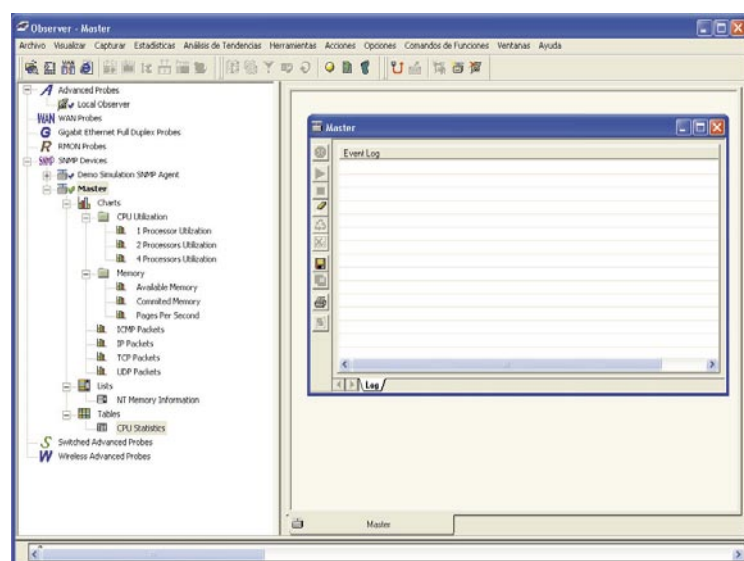 Observer - Master
Archivo Visualizar Capturar Estadísticas Análisis de Tendencias Herramientas Acciones Opciones Comandos de Funciones Ventanas Ayuda
A Advanced Probes
Local Observer
WAN WAN Probes
G Gigabit Ethernet Full Duplex Probes
R RMON Probes
SNMP SNMP Devices
Demo Simulation SNMP Agent
Master
Charts
CPU Utilization
1 Processor Utilization
2 Processors Utilization
4 Processors Utilization
Memory
Available Memory
Commited Memory
Pages Per Second
ICMP Packets
IP Packets
TCP Packets
UDP Packets
Lists
NT Memory Information
Tables
CPU Statistics
S Switched Advanced Probes
W Wireless Advanced Probes
Master
Event Log
Log
Master